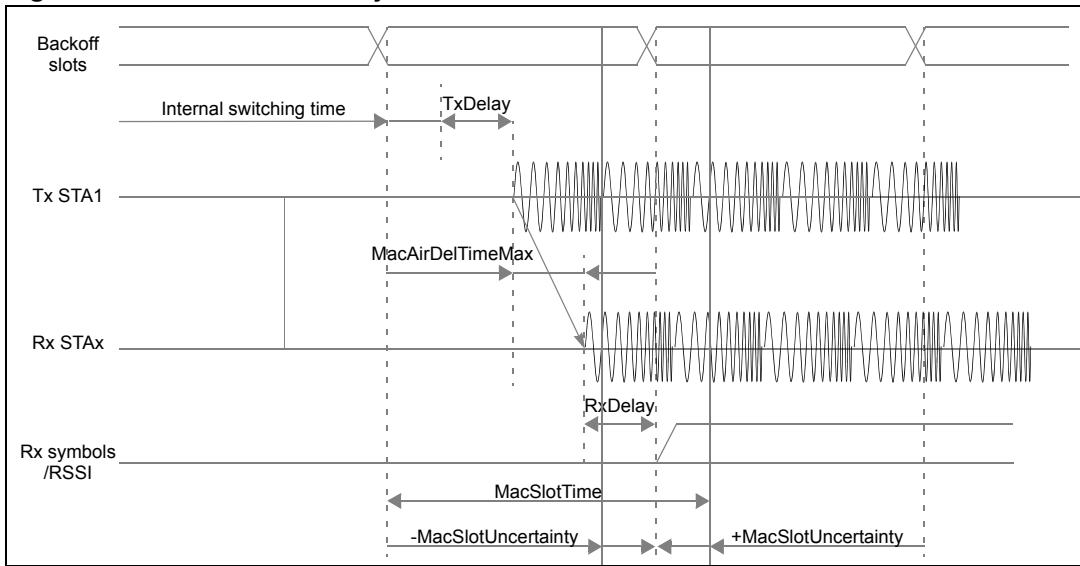 Backoff
slots
Internal switching time
TxDelay
Tx STA1
MacAirDelTimeMax
Rx STAx
RxDelay
Rx symbols
/RSSI
MacSlotTime
-MacSlotUncertainty
+MacSlotUncertainty